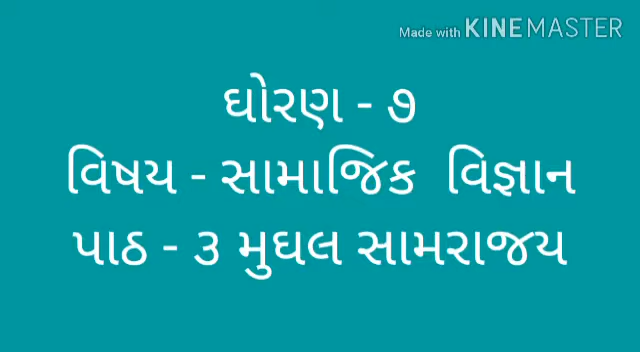 Made with KINEMASTER
ઘોરણ - ૭
વિષય - સામાજિક વિજ્ઞાન
પાઠ - ૩ મુઘલ સામરાજય